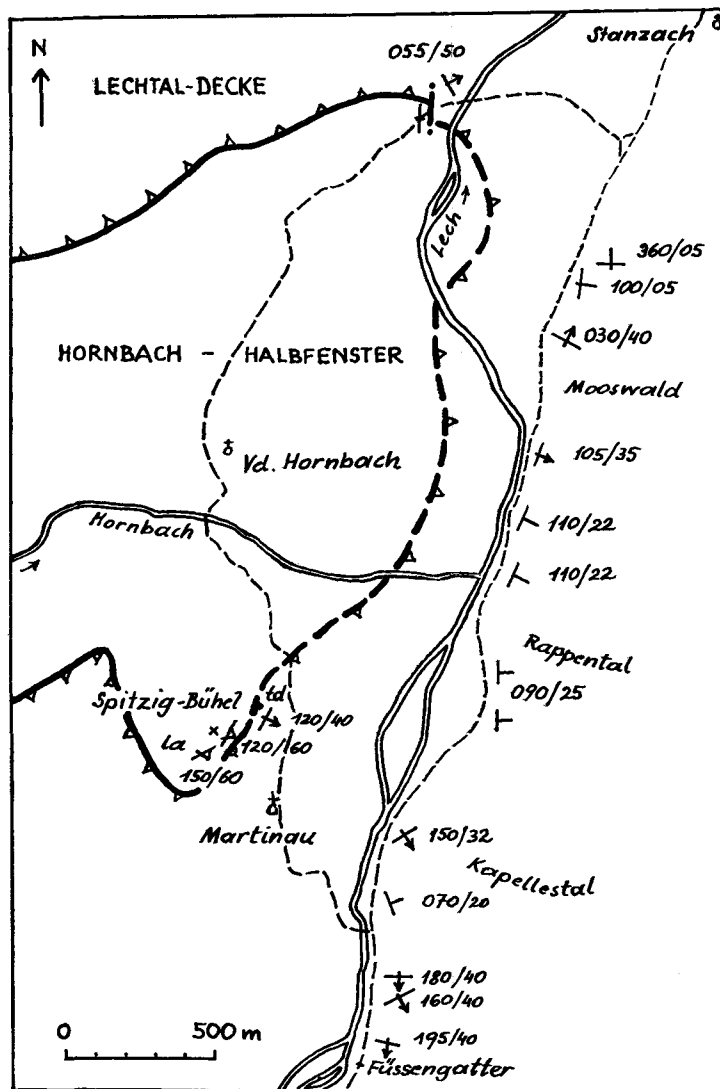 Stanzach
N
055/50
LECHTAL-DECKE
Lech →
360/05
100/05
030/40
HORNBACH - HALBFENSTER
Mooswald
Vd. Hornbach
105/35
Hornbach
110/22
110/22
Rappental
Spitzig-Bühel
td
090/25
120/40
la
120/60
150/60
Martinau
150/32
Kapellestal
070/20
180/40
160/40
0 500 m
195/40
Füssengatter